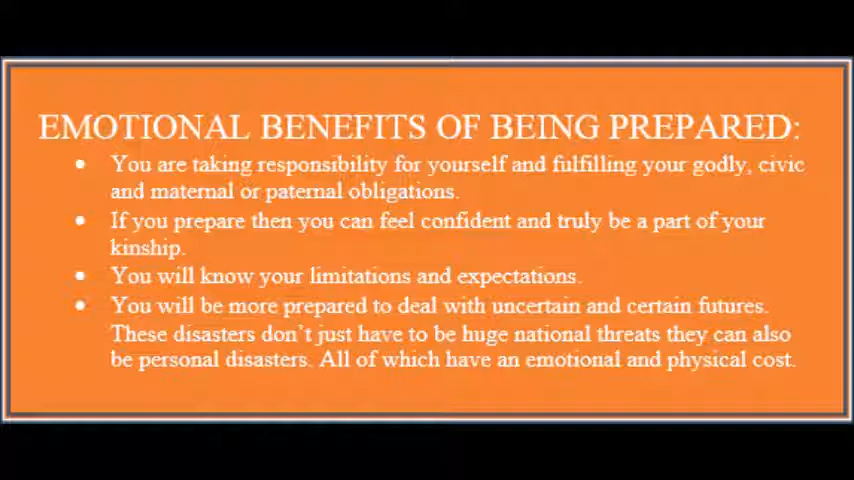 EMOTIONAL BENEFITS OF BEING PREPARED:
• You are taking responsibility for yourself and fulfilling your godly, civic
and maternal or paternal obligations.
• If you prepare then you can feel confident and truly be a part of your
kinship.
• You will know your limitations and expectations.
• You will be more prepared to deal with uncertain and certain futures.
These disasters don't just have to be huge national threats they can also
be personal disasters. All of which have an emotional and physical cost.